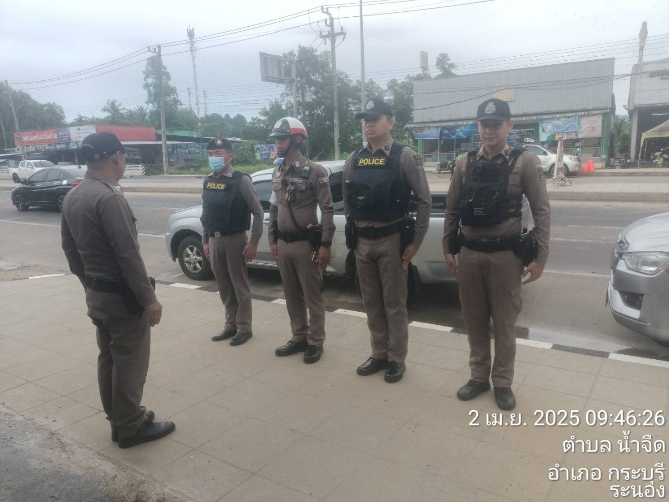 POLICE
POLICE
2 เม.ย. 2025 09:46:26
ตำบล น้ำจืด
อำเภอ กระบุรี
ระนอง